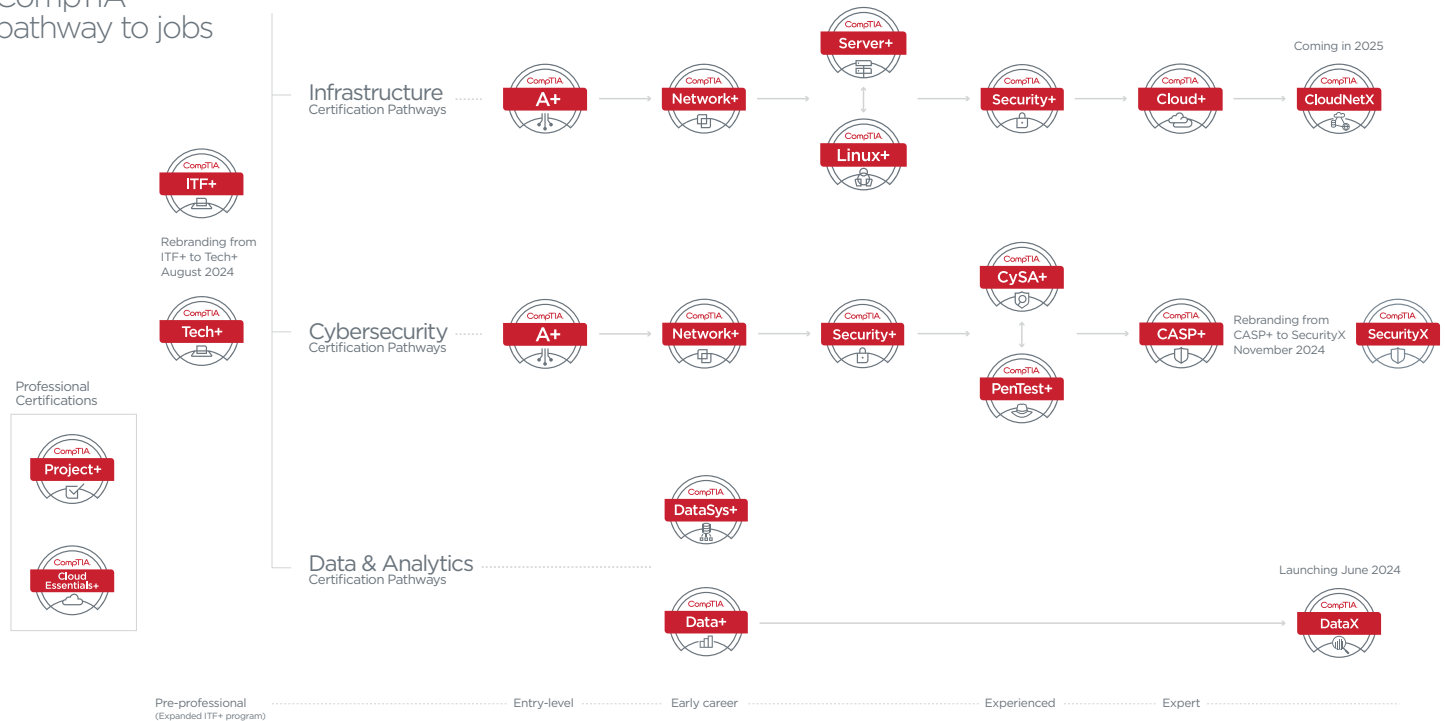 CompTIA
pathway to jobs
Infrastructure
Certification Pathways
CompTIA
A+
CompTIA
Network+
CompTIA
Server+
CompTIA
Linux+
CompTIA
Security+
CompTIA
Cloud+
Coming in 2025
CompTIA
CloudNetX
CompTIA
ITF+
Rebranding from
ITF+ to Tech+
August 2024
CompTIA
Tech+
Cybersecurity
Certification Pathways
CompTIA
A+
CompTIA
Network+
CompTIA
Security+
CompTIA
CySA+
CompTIA
PenTest+
CompTIA
CASP+
Rebranding from
CASP+ to SecurityX
November 2024
CompTIA
SecurityX
Professional
Certifications
CompTIA
Project+
CompTIA
Cloud
Essentials+
Data & Analytics
Certification Pathways
CompTIA
DataSys+
CompTIA
Data+
Launching June 2024
CompTIA
DataX
Pre-professional
(Expanded ITF+ program)
Entry-level
Early career
Experienced
Expert